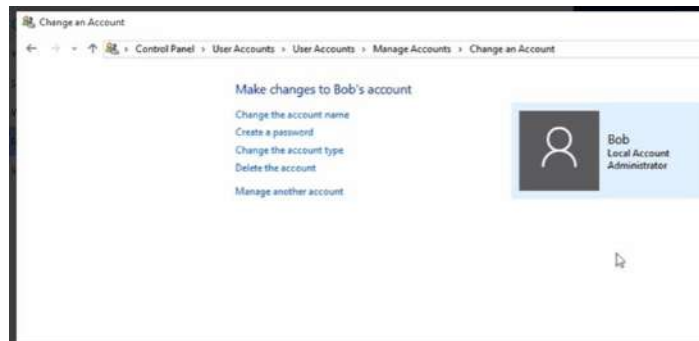 Change an Account
Control Panel › User Accounts › User Accounts › Manage Accounts › Change an Account
Make changes to Bob's account
Change the account name
Create a password
Change the account type
Delete the account
Manage another account
Bob
Local Account
Administrator